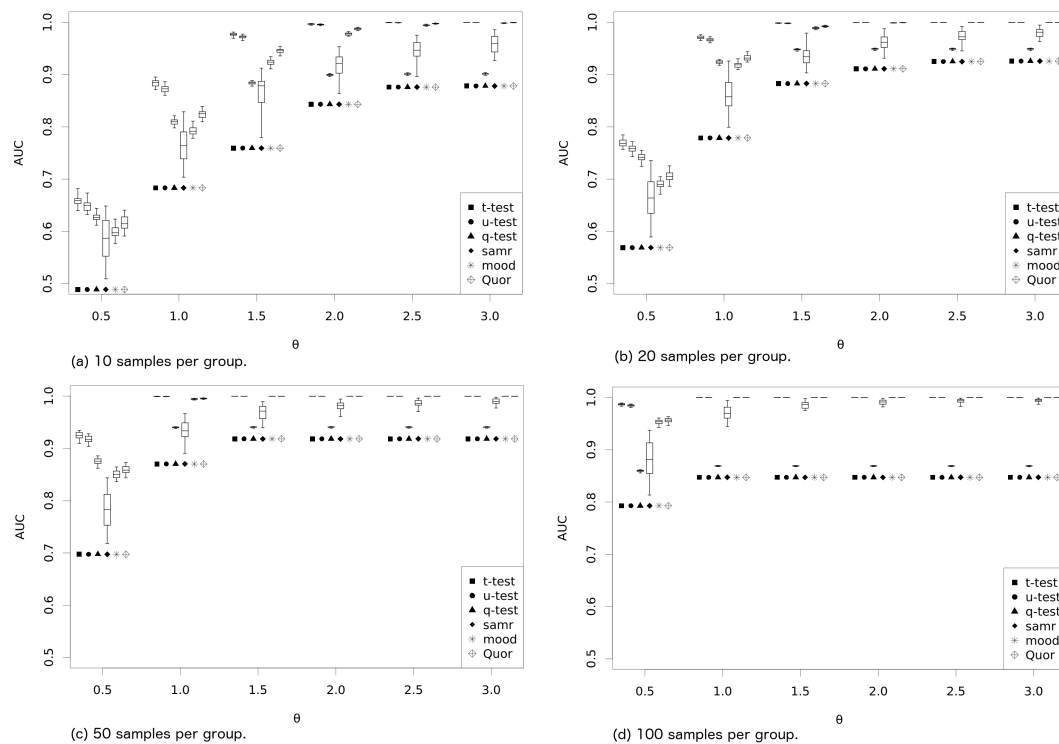 AUC
1.0
0.9
0.8
0.7
0.6
0.5
0.5 1.0 1.5 2.0 2.5 3.0
θ
t-test
u-test
q-test
samr
mood
Quor
(a) 10 samples per group.
AUC
1.0
0.9
0.8
0.7
0.6
0.5
0.5 1.0 1.5 2.0 2.5 3.0
θ
t-test
u-test
q-test
samr
mood
Quor
(b) 20 samples per group.
AUC
1.0
0.9
0.8
0.7
0.6
0.5
0.5 1.0 1.5 2.0 2.5 3.0
θ
t-test
u-test
q-test
samr
mood
Quor
(c) 50 samples per group.
AUC
1.0
0.9
0.8
0.7
0.6
0.5
0.5 1.0 1.5 2.0 2.5 3.0
θ
t-test
u-test
q-test
samr
mood
Quor
(d) 100 samples per group.